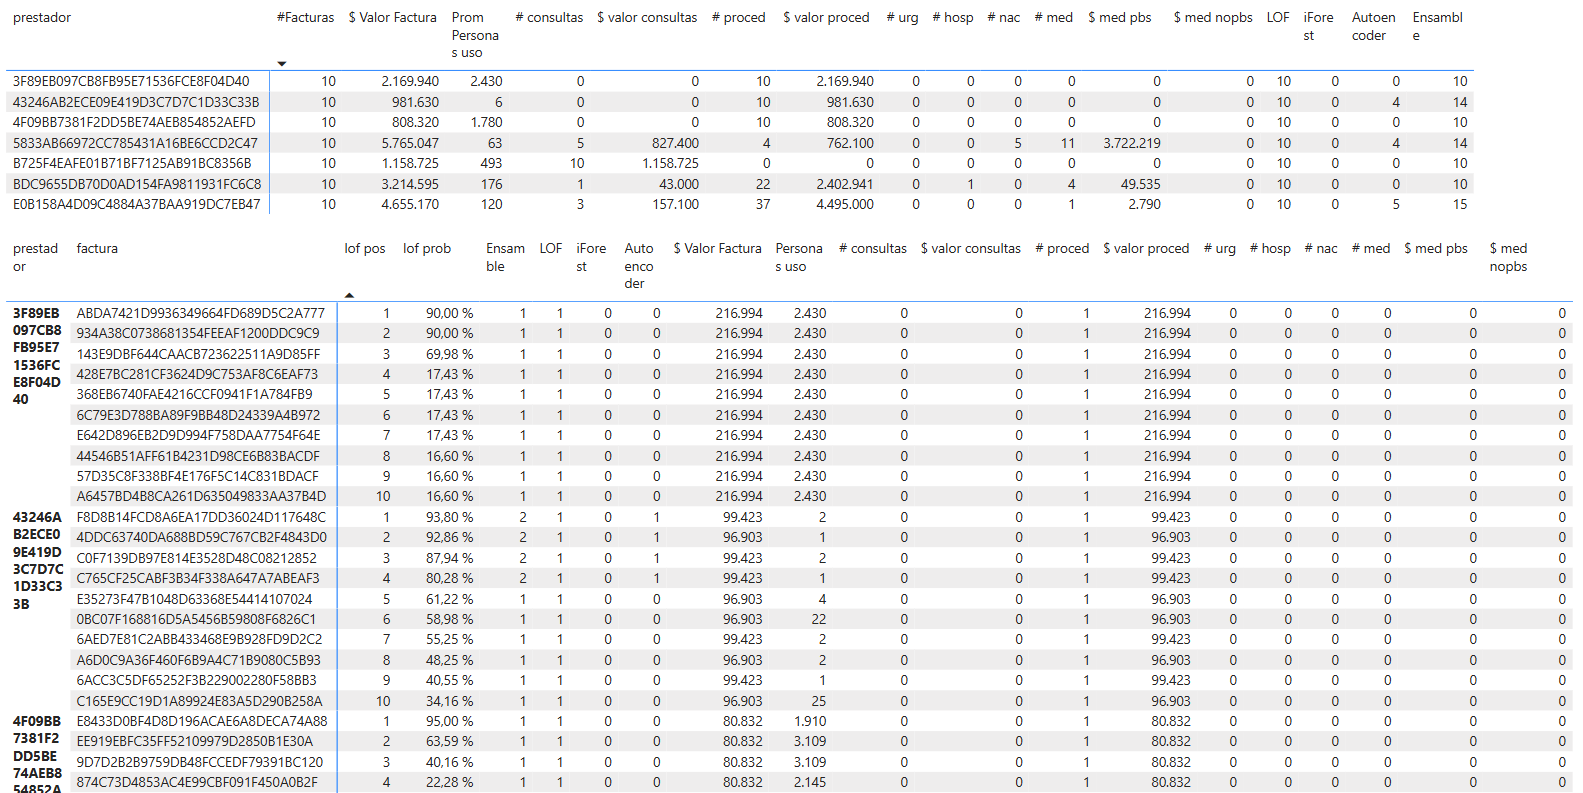 prestador #Facturas $ Valor Factura Prom Personas uso # consultas $ valor consultas # proced $ valor proced # urg # hosp # nac # med $ med pbs $ med nopbs LOF iForest Autoencoder Ensamble
3F89EB097CB8FB95E71536FCE8F04D40 10 2.169.940 2.430 0 0 10 2.169.940 0 0 0 0 0 0 10 0 0 10
43246AB2ECE09E419D3C7D7C1D33C33B 10 981.630 6 0 0 10 981.630 0 0 0 0 0 0 10 0 4 14
4F09BB7381F2DD5BE74AEB854852AEFD 10 808.320 1.780 0 0 10 808.320 0 0 0 0 0 0 10 0 0 10
5833AB66972CC785431A16BE6CCD2C47 10 5.765.047 63 5 827.400 4 762.100 0 0 5 11 3.722.219 0 10 0 4 14
B725F4EAFE01B71BF7125AB91BC8356B 10 1.158.725 493 10 1.158.725 0 0 0 0 0 0 0 0 10 0 0 10
BDC9655DB70D0AD154FA9811931FC6C8 10 3.214.595 176 1 43.000 22 2.402.941 0 1 0 4 49.535 0 10 0 0 10
E0B158A4D09C4884A37BAA919DC7EB47 10 4.655.170 120 3 157.100 37 4.495.000 0 0 0 1 2.790 0 10 0 5 15
prestador factura lof pos lof prob Ensamble LOF iForest Autoencoder $ Valor Factura Personas uso # consultas $ valor consultas # proced $ valor proced # urg # hosp # nac # med $ med pbs $ med nopbs
3F89EB097CB8FB95E71536FCE8F04D40 ABDA7421D9936349664FD689D5C2A777 1 90,00 % 1 1 0 0 216.994 2.430 0 0 1 216.994 0 0 0 0 0 0
934A38C0738681354FEEAF1200DDC9C9 2 90,00 % 1 1 0 0 216.994 2.430 0 0 1 216.994 0 0 0 0 0 0
143E9DBF644CAACB723622511A9D85FF 3 69,98 % 1 1 0 0 216.994 2.430 0 0 1 216.994 0 0 0 0 0 0
428E7BC281CF3624D9C753AF8C6EAF73 4 17,43 % 1 1 0 0 216.994 2.430 0 0 1 216.994 0 0 0 0 0 0
368EB6740FAE4216CCF0941F1A784FB9 5 17,43 % 1 1 0 0 216.994 2.430 0 0 1 216.994 0 0 0 0 0 0
6C79E3D788BA89F9BB48D24339A4B972 6 17,43 % 1 1 0 0 216.994 2.430 0 0 1 216.994 0 0 0 0 0 0
E642D896EB2D9D994F758DAA7754F64E 7 17,43 % 1 1 0 0 216.994 2.430 0 0 1 216.994 0 0 0 0 0 0
44546B51AFF61B4231D98CE6B83BACDF 8 16,60 % 1 1 0 0 216.994 2.430 0 0 1 216.994 0 0 0 0 0 0
57D35C8F338BF4E176F5C14C831BDACF 9 16,60 % 1 1 0 0 216.994 2.430 0 0 1 216.994 0 0 0 0 0 0
A6457BD4B8CA261D635049833AA37B4D 10 16,60 % 1 1 0 0 216.994 2.430 0 0 1 216.994 0 0 0 0 0 0
43246AB2ECE09E419D3C7D7C1D33C33B F8D8B14FCD8A6EA17DD36024D117648C 1 93,80 % 2 1 0 1 99.423 2 0 0 1 99.423 0 0 0 0 0 0
4DDC63740DA688BD59C767CB2F4843D0 2 92,86 % 2 1 0 1 96.903 1 0 0 1 96.903 0 0 0 0 0 0
C0F7139DB97E814E3528D48C08212852 3 87,94 % 2 1 0 1 99.423 2 0 0 1 99.423 0 0 0 0 0 0
C765CF25CABF3B34F338A647A7ABEAF3 4 80,28 % 2 1 0 1 99.423 1 0 0 1 99.423 0 0 0 0 0 0
E35273F47B1048D63368E54414107024 5 61,22 % 1 1 0 0 96.903 4 0 0 1 96.903 0 0 0 0 0 0
0BC07F168816D5A5456B59808F6826C1 6 58,98 % 1 1 0 0 96.903 22 0 0 1 96.903 0 0 0 0 0 0
6AED7E81C2ABB433468E9B928FD9D2C2 7 55,25 % 1 1 0 0 99.423 2 0 0 1 99.423 0 0 0 0 0 0
A6D0C9A36F460F6B9A4C71B9080C5B93 8 48,25 % 1 1 0 0 96.903 2 0 0 1 96.903 0 0 0 0 0 0
6ACC3C5DF65252F3B229002280F58BB3 9 40,55 % 1 1 0 0 99.423 1 0 0 1 99.423 0 0 0 0 0 0
C165E9CC19D1A89924E83A5D290B258A 10 34,16 % 1 1 0 0 96.903 25 0 0 1 96.903 0 0 0 0 0 0
4F09BB7381F2DD5BE74AEB854852A E8433D0BF4D8D196ACAE6A8DECA74A88 1 95,00 % 1 1 0 0 80.832 1.910 0 0 1 80.832 0 0 0 0 0 0
EE919EBFC35FF52109979D2850B1E30A 2 63,59 % 1 1 0 0 80.832 3.109 0 0 1 80.832 0 0 0 0 0 0
9D7D2B2B9759DB48FCCEDF79391BC120 3 40,16 % 1 1 0 0 80.832 3.109 0 0 1 80.832 0 0 0 0 0 0
874C73D4853AC4E99CBF091F450A0B2F 4 22,28 % 1 1 0 0 80.832 2.145 0 0 1 80.832 0 0 0 0 0 0